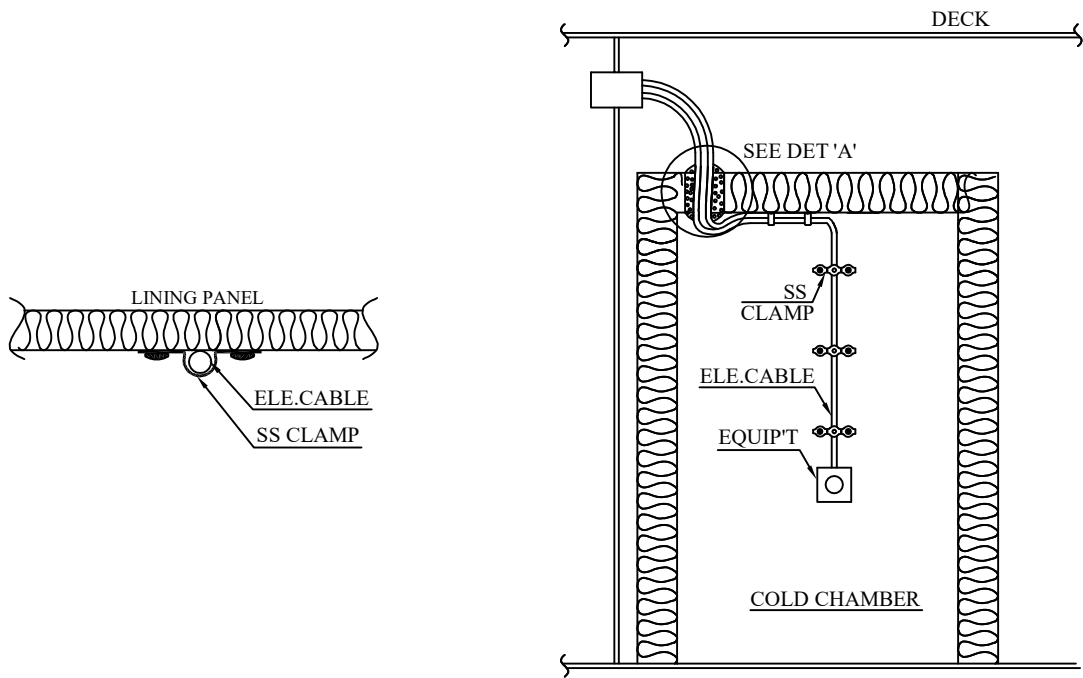 DECK
SEE DET 'A'
LINING PANEL
ELE.CABLE
SS CLAMP
SS
CLAMP
ELE.CABLE
EQUIP'T
COLD CHAMBER